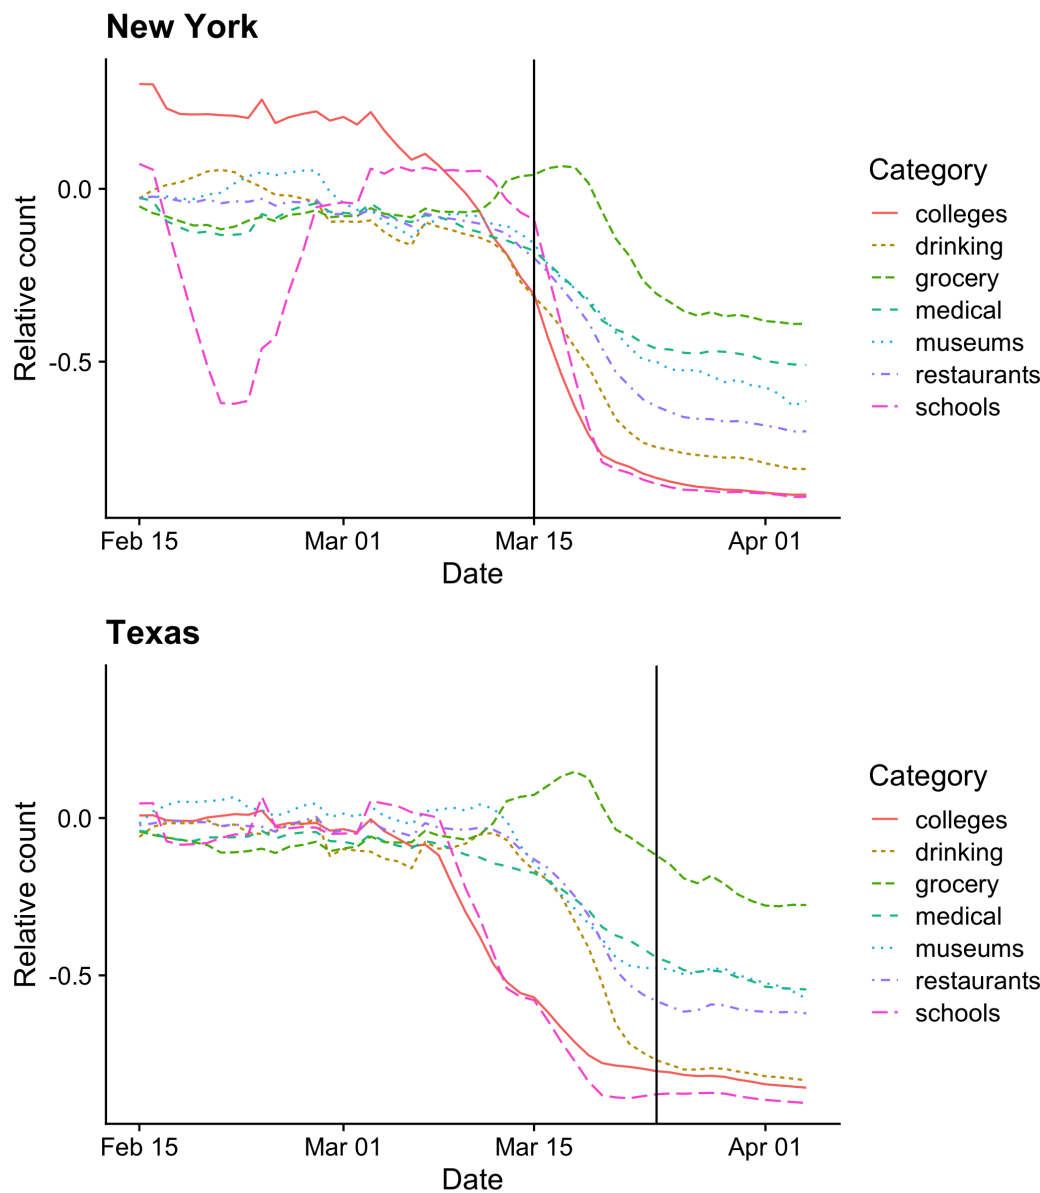 New York
Relative count
0.0
-0.5
Feb 15
Mar 01
Mar 15
Apr 01
Date
Category
colleges
drinking
grocery
medical
museums
restaurants
schools
Texas
Relative count
0.0
-0.5
Feb 15
Mar 01
Mar 15
Apr 01
Date
Category
colleges
drinking
grocery
medical
museums
restaurants
schools